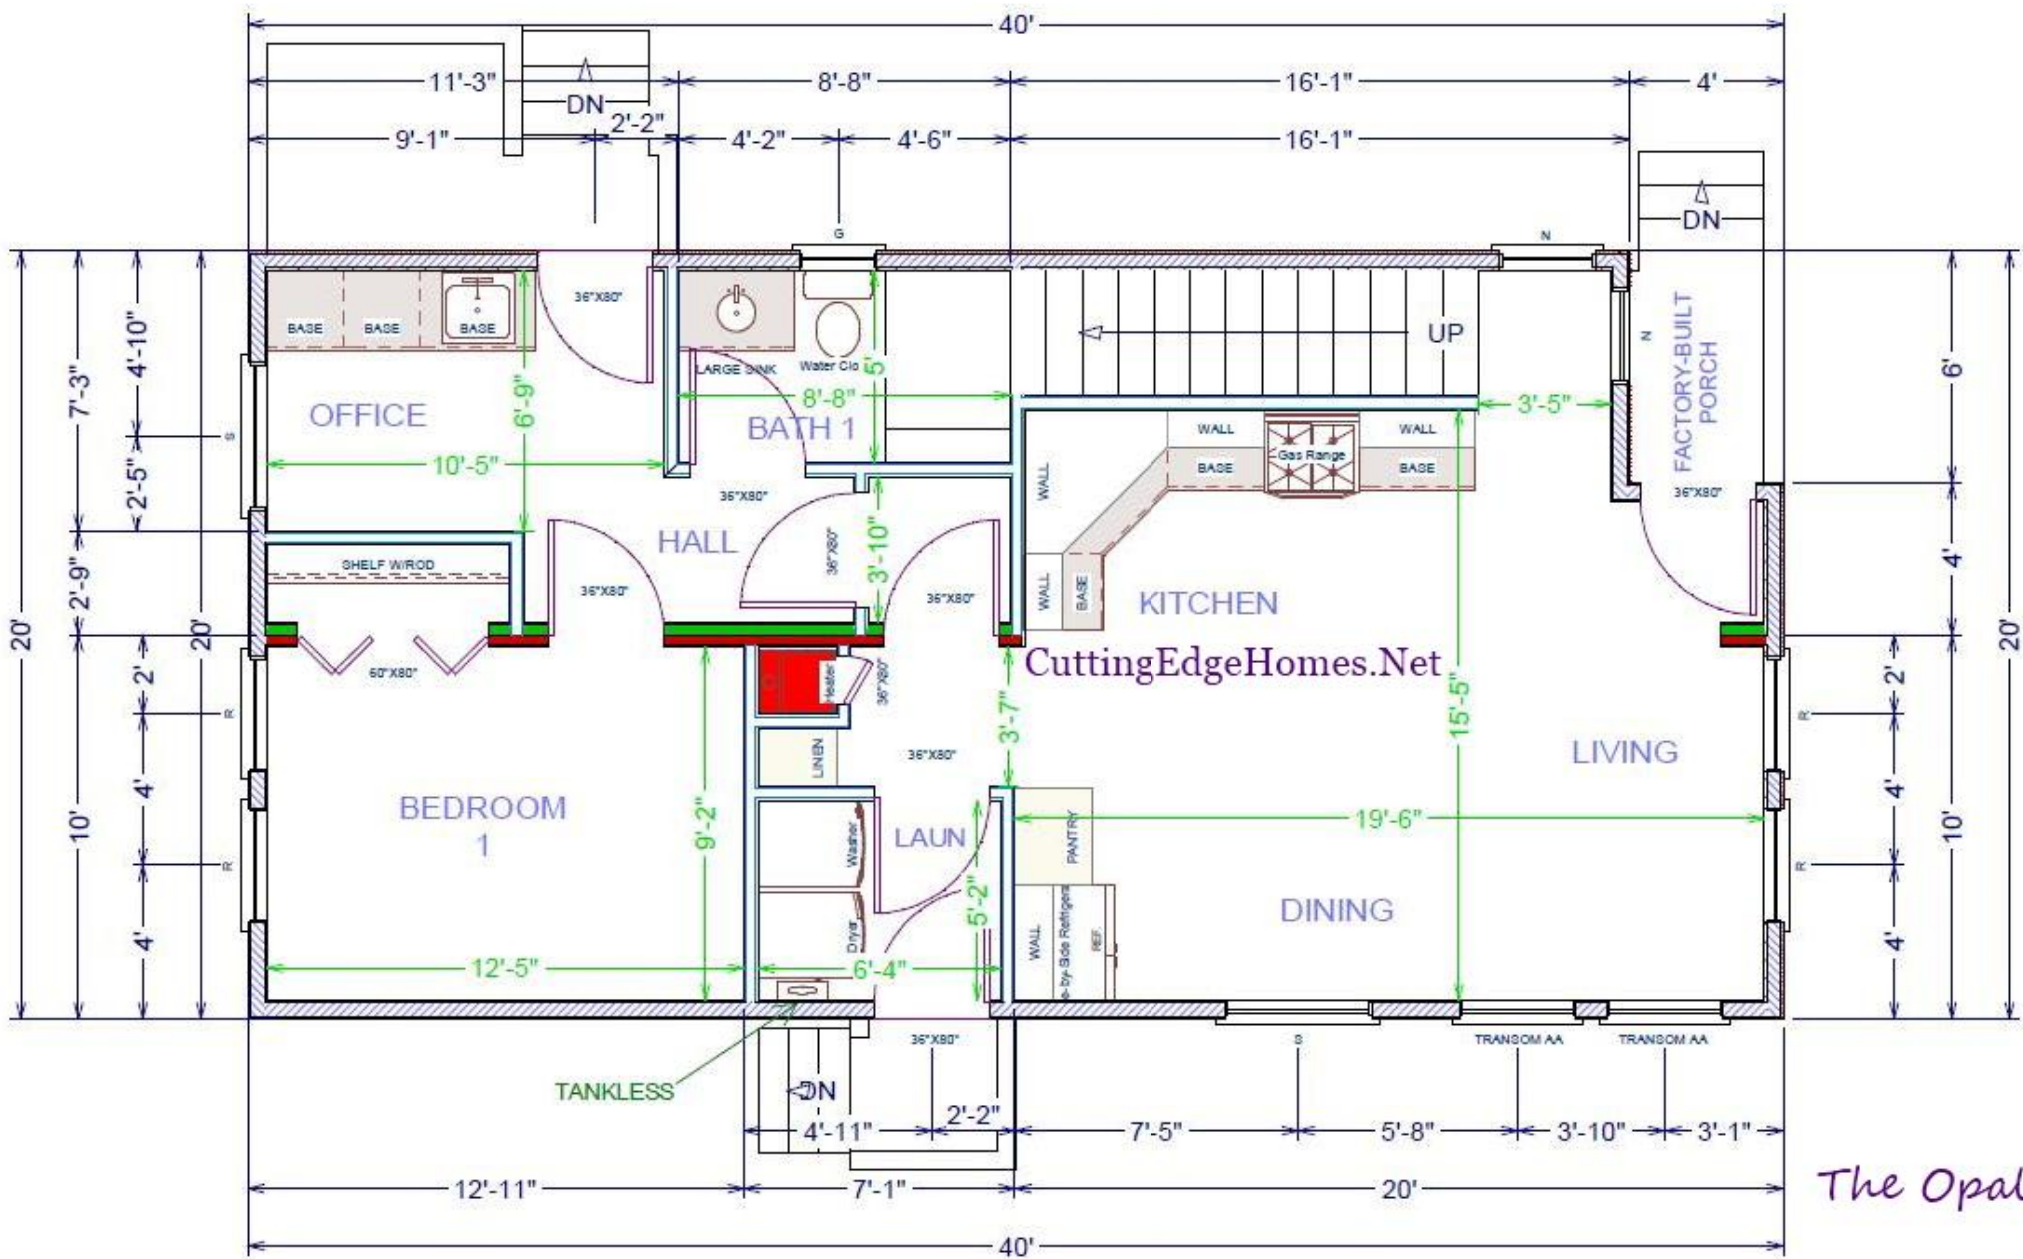 40'
11'-3" 8'-8" 16'-1" 4'
DN
9'-1" 2'-2" 4'-2" 4'-6" 16'-1"
DN
G
N
36"X80"
BASE
BASE
BASE
LARGE SINK
Water Clo
5'
UP
N
FACTORY-BUILT
PORCH
4'-10"
7'-3"
6'
OFFICE
6'-9"
8'-8"
BATH 1
3'-5"
WALL
WALL
Gas Range
BASE
BASE
WALL
S
10'-5"
36"X80"
36"X80"
2'-5"
HALL
36"X80"
3'-10"
SHELF W/ROD
36"X80"
36"X80"
WALL
BASE
KITCHEN
2'-9"
4'
20'
20'
20'
CuttingEdgeHomes.Net
60"X80"
Heater
36"X80"
2'
2'
R
R
3'-7"
15'-5"
36"X80"
LINEN
LIVING
4'
4'
BEDROOM
1
9'-2"
Washer
LAUN
PANTRY
19'-6"
10'
10'
R
R
5'-2"
DINING
Dryer
WALL
e-by-Side Refrigera
REF.
4'
4'
12'-5"
6'-4"
36"X80"
S
TRANSOM AA
TRANSOM AA
TANKLESS
DN
4'-11" 2'-2" 7'-5" 5'-8" 3'-10" 3'-1"
12'-11" 7'-1" 20'
The Opal
40'